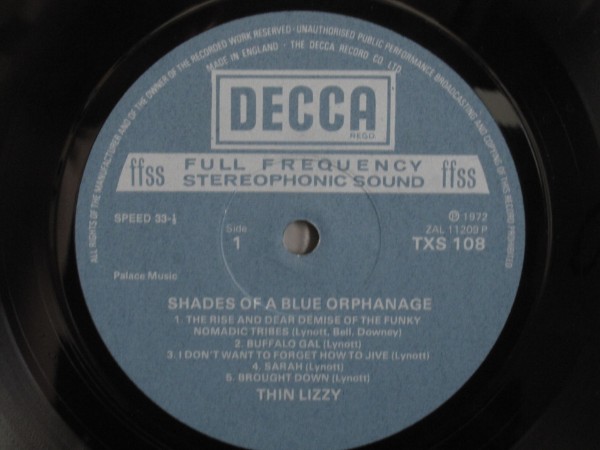 ALL RIGHTS OF THE MANUFACTURER AND OF THE OWNER OF THE RECORDED WORK RESERVED · UNAUTHORISED PUBLIC PERFORMANCE BROADCASTING AND COPYING OF THIS RECORD PROHIBITED
MADE IN ENGLAND · THE DECCA RECORD CO LTD
DECCA
REGD
ffss FULL FREQUENCY STEREOPHONIC SOUND ffss
SPEED 33-⅓
Side
1
Ⓟ 1972
ZAL 11209 P
TXS 108
Palace Music
SHADES OF A BLUE ORPHANAGE
1. THE RISE AND DEAR DEMISE OF THE FUNKY
NOMADIC TRIBES (Lynott, Bell, Downey)
2. BUFFALO GAL (Lynott)
3. I DON'T WANT TO FORGET HOW TO JIVE (Lynott)
4. SARAH (Lynott)
5. BROUGHT DOWN (Lynott)
THIN LIZZY